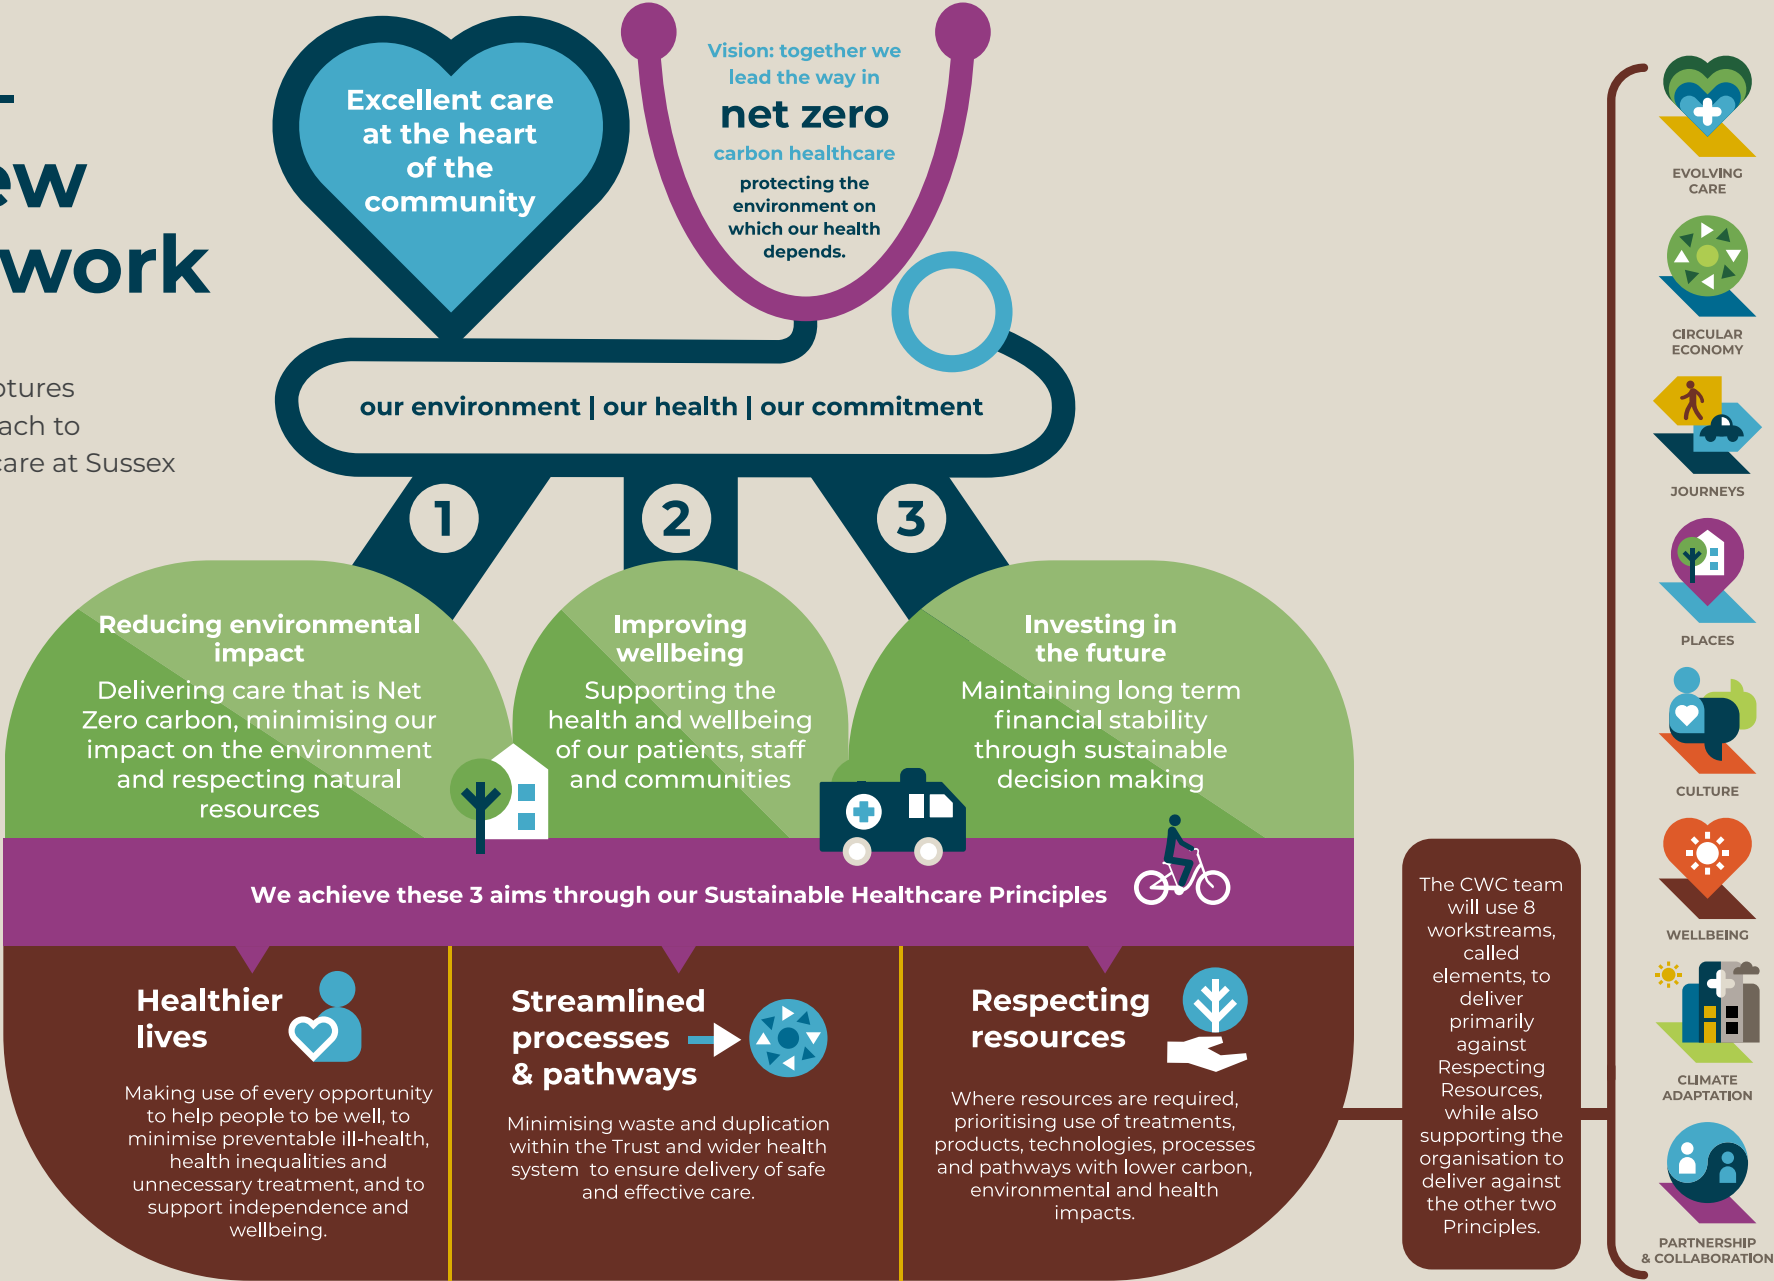 ew
work
ptures
ach to
care at Sussex
Excellent care
at the heart
of the
community
Vision: together we
lead the way in
net zero
carbon healthcare
protecting the
environment on
which our health
depends.
our environment | our health | our commitment
1
2
3
Reducing environmental
impact
Delivering care that is Net
Zero carbon, minimising our
impact on the environment
and respecting natural
resources
Improving
wellbeing
Supporting the
health and wellbeing
of our patients, staff
and communities
Investing in
the future
Maintaining long term
financial stability
through sustainable
decision making
We achieve these 3 aims through our Sustainable Healthcare Principles
Healthier
lives
Making use of every opportunity
to help people to be well, to
minimise preventable ill-health,
health inequalities and
unnecessary treatment, and to
support independence and
wellbeing.
Streamlined
processes
& pathways
Minimising waste and duplication
within the Trust and wider health
system  to ensure delivery of safe
and effective care.
Respecting
resources
Where resources are required,
prioritising use of treatments,
products, technologies, processes
and pathways with lower carbon,
environmental and health
impacts.
The CWC team
will use 8
workstreams,
called
elements, to
deliver
primarily
against
Respecting
Resources,
while also
supporting the
organisation to
deliver against
the other two
Principles.
EVOLVING
CARE
CIRCULAR
ECONOMY
JOURNEYS
PLACES
CULTURE
WELLBEING
CLIMATE
ADAPTATION
PARTNERSHIP
& COLLABORATION